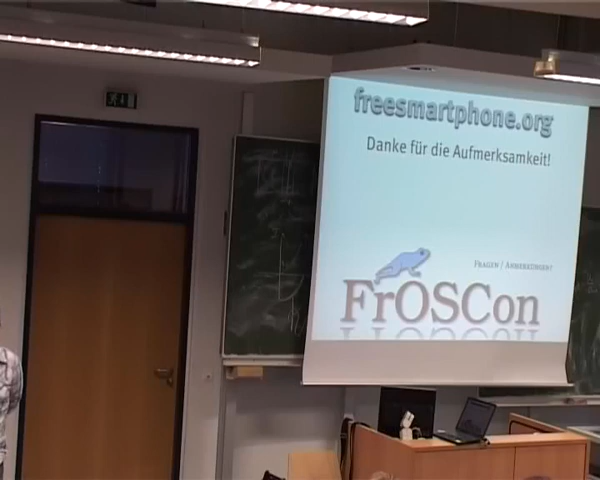 freesmartphone.org
Danke für die Aufmerksamkeit!
Fragen / Anmerkungen?
FrOSCon